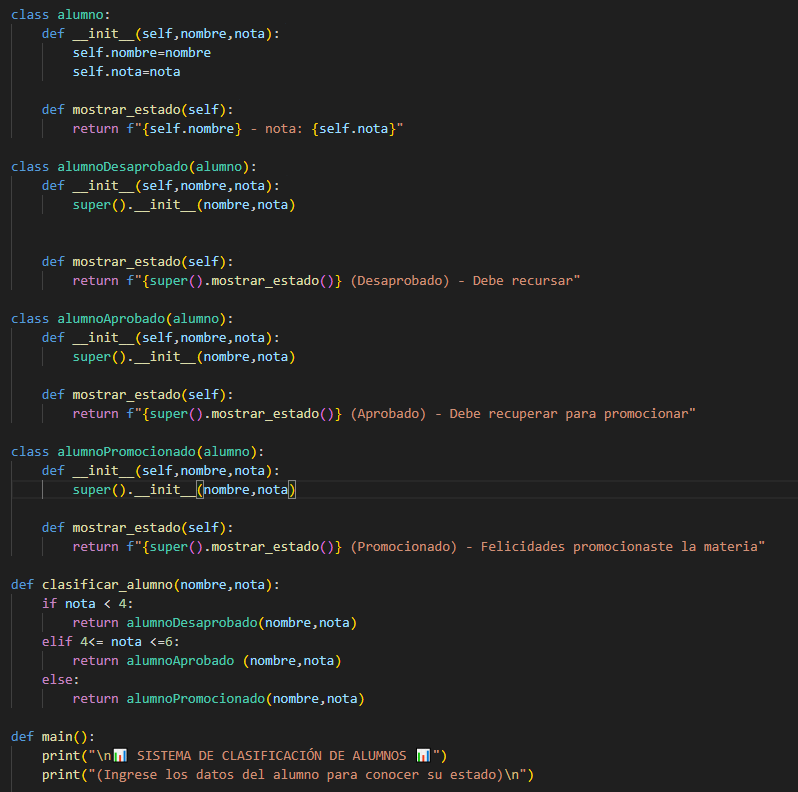 class alumno:
    def __init__(self,nombre,nota):
        self.nombre=nombre
        self.nota=nota

    def mostrar_estado(self):
        return f"{self.nombre} - nota: {self.nota}"

class alumnoDesaprobado(alumno):
    def __init__(self,nombre,nota):
        super().__init__(nombre,nota)


    def mostrar_estado(self):
        return f"{super().mostrar_estado()} (Desaprobado) - Debe recursar"

class alumnoAprobado(alumno):
    def __init__(self,nombre,nota):
        super().__init__(nombre,nota)

    def mostrar_estado(self):
        return f"{super().mostrar_estado()} (Aprobado) - Debe recuperar para promocionar"

class alumnoPromocionado(alumno):
    def __init__(self,nombre,nota):
        super().__init__(nombre,nota)

    def mostrar_estado(self):
        return f"{super().mostrar_estado()} (Promocionado) - Felicidades promocionaste la materia"

def clasificar_alumno(nombre,nota):
    if nota < 4:
        return alumnoDesaprobado(nombre,nota)
    elif 4<= nota <=6:
        return alumnoAprobado (nombre,nota)
    else:
        return alumnoPromocionado(nombre,nota)

def main():
    print("\n📊 SISTEMA DE CLASIFICACIÓN DE ALUMNOS 📊")
    print("(Ingrese los datos del alumno para conocer su estado)\n")